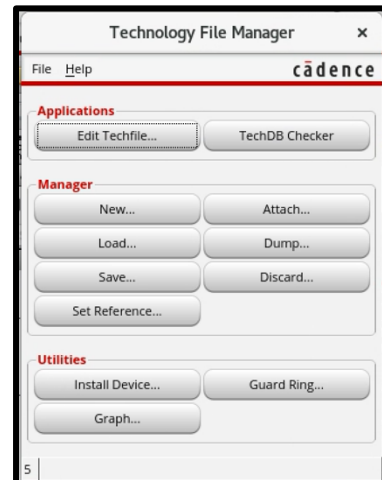 Technology File Manager ×
File Help cādence
Applications
Edit Techfile... TechDB Checker
Manager
New... Attach...
Load... Dump...
Save... Discard...
Set Reference...
Utilities
Install Device... Guard Ring...
Graph...
5